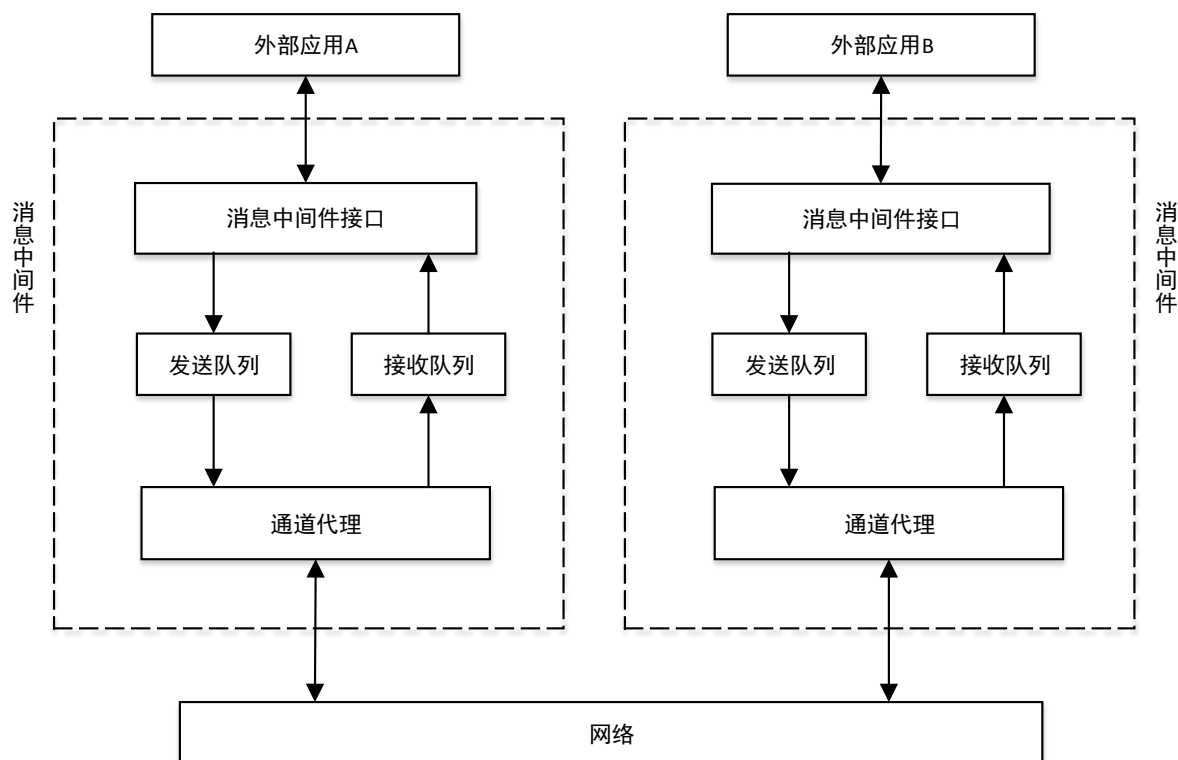 外部应用A
外部应用B
消息中间件
消息中间件接口
消息中间件接口
消息中间件
发送队列
接收队列
发送队列
接收队列
通道代理
通道代理
网络